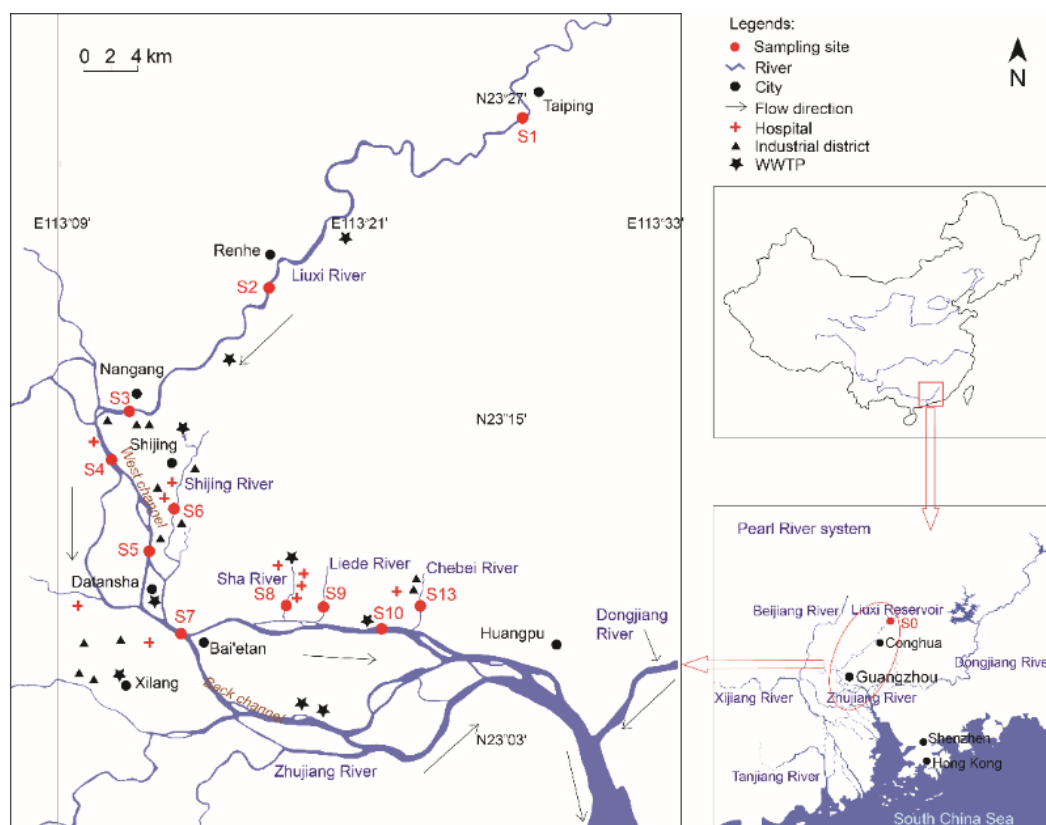 0 2 4 km
N23°27'
Taiping
S1
E113°09'
E113°21'
E113°33'
Renhe
Liuxi River
S2
Nangang
S3
N23°15'
Shijing
S4
West channel
Shijing River
S6
S5
Datansha
Sha River
Liede River
Chebei River
S8
S9
S10
S13
S7
Bai'etan
Huangpu
Dongjiang
River
Xilang
Back channel
N23°03'
Zhujiang River
Legends:
Sampling site
River
City
Flow direction
Hospital
Industrial district
WWTP
N
Pearl River system
Beijiang River
Liuxi Reservoir
S0
Conghua
Dongjiang River
Guangzhou
Xijiang River
Zhujiang River
Shenzhen
Hong Kong
Tanjiang River
South China Sea